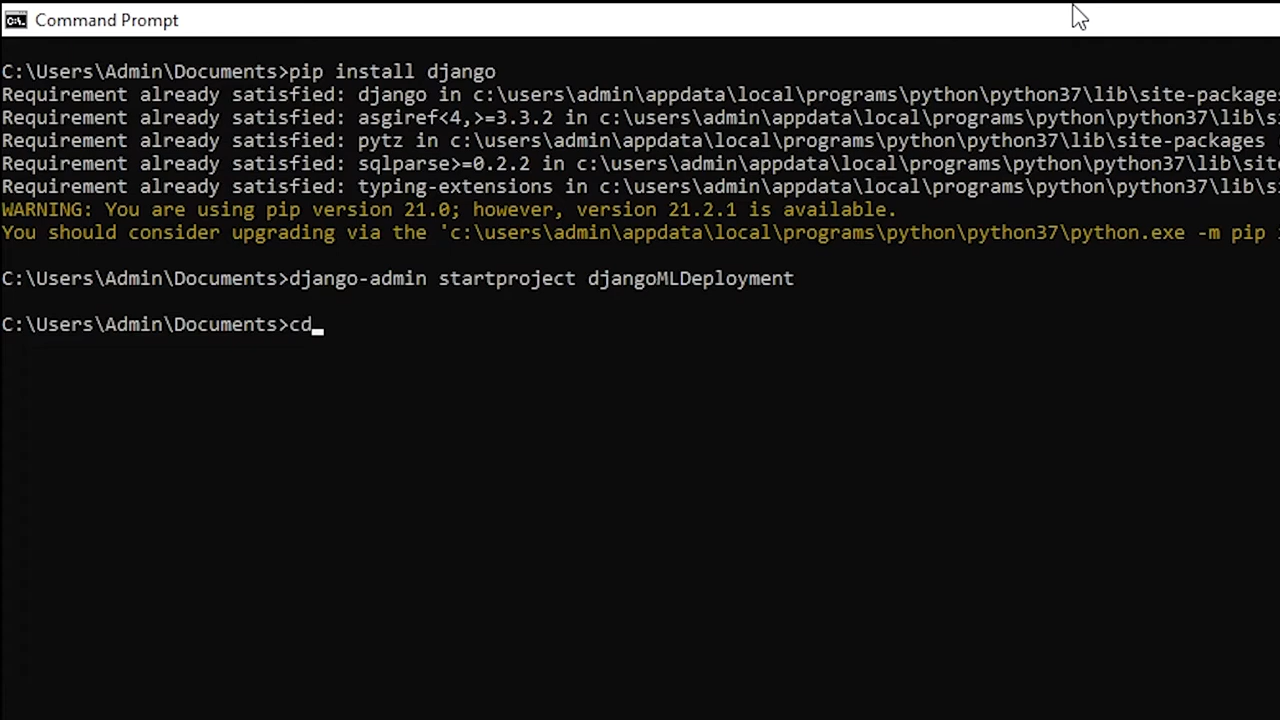 Command Prompt
C:\Users\Admin\Documents>pip install django
Requirement already satisfied: django in c:\users\admin\appdata\local\programs\python\python37\lib\site-packages
Requirement already satisfied: asgiref<4,>=3.3.2 in c:\users\admin\appdata\local\programs\python\python37\lib\si
Requirement already satisfied: pytz in c:\users\admin\appdata\local\programs\python\python37\lib\site-packages
Requirement already satisfied: sqlparse>=0.2.2 in c:\users\admin\appdata\local\programs\python\python37\lib\site
Requirement already satisfied: typing-extensions in c:\users\admin\appdata\local\programs\python\python37\lib\s
WARNING: You are using pip version 21.0; however, version 21.2.1 is available.
You should consider upgrading via the 'c:\users\admin\appdata\local\programs\python\python37\python.exe -m pip
C:\Users\Admin\Documents>django-admin startproject djangoMLDeployment
C:\Users\Admin\Documents>cd